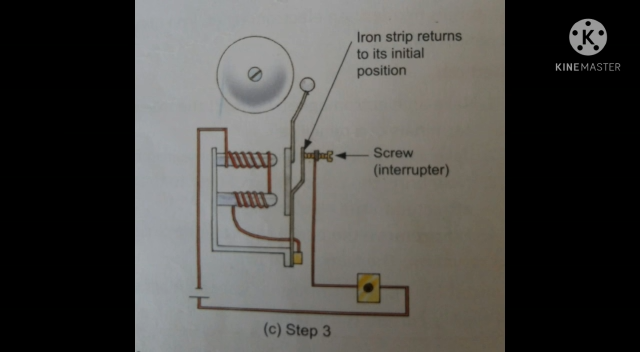 Iron strip returns
to its initial
position
K
KINEMASTER
Screw
(interrupter)
(c) Step 3